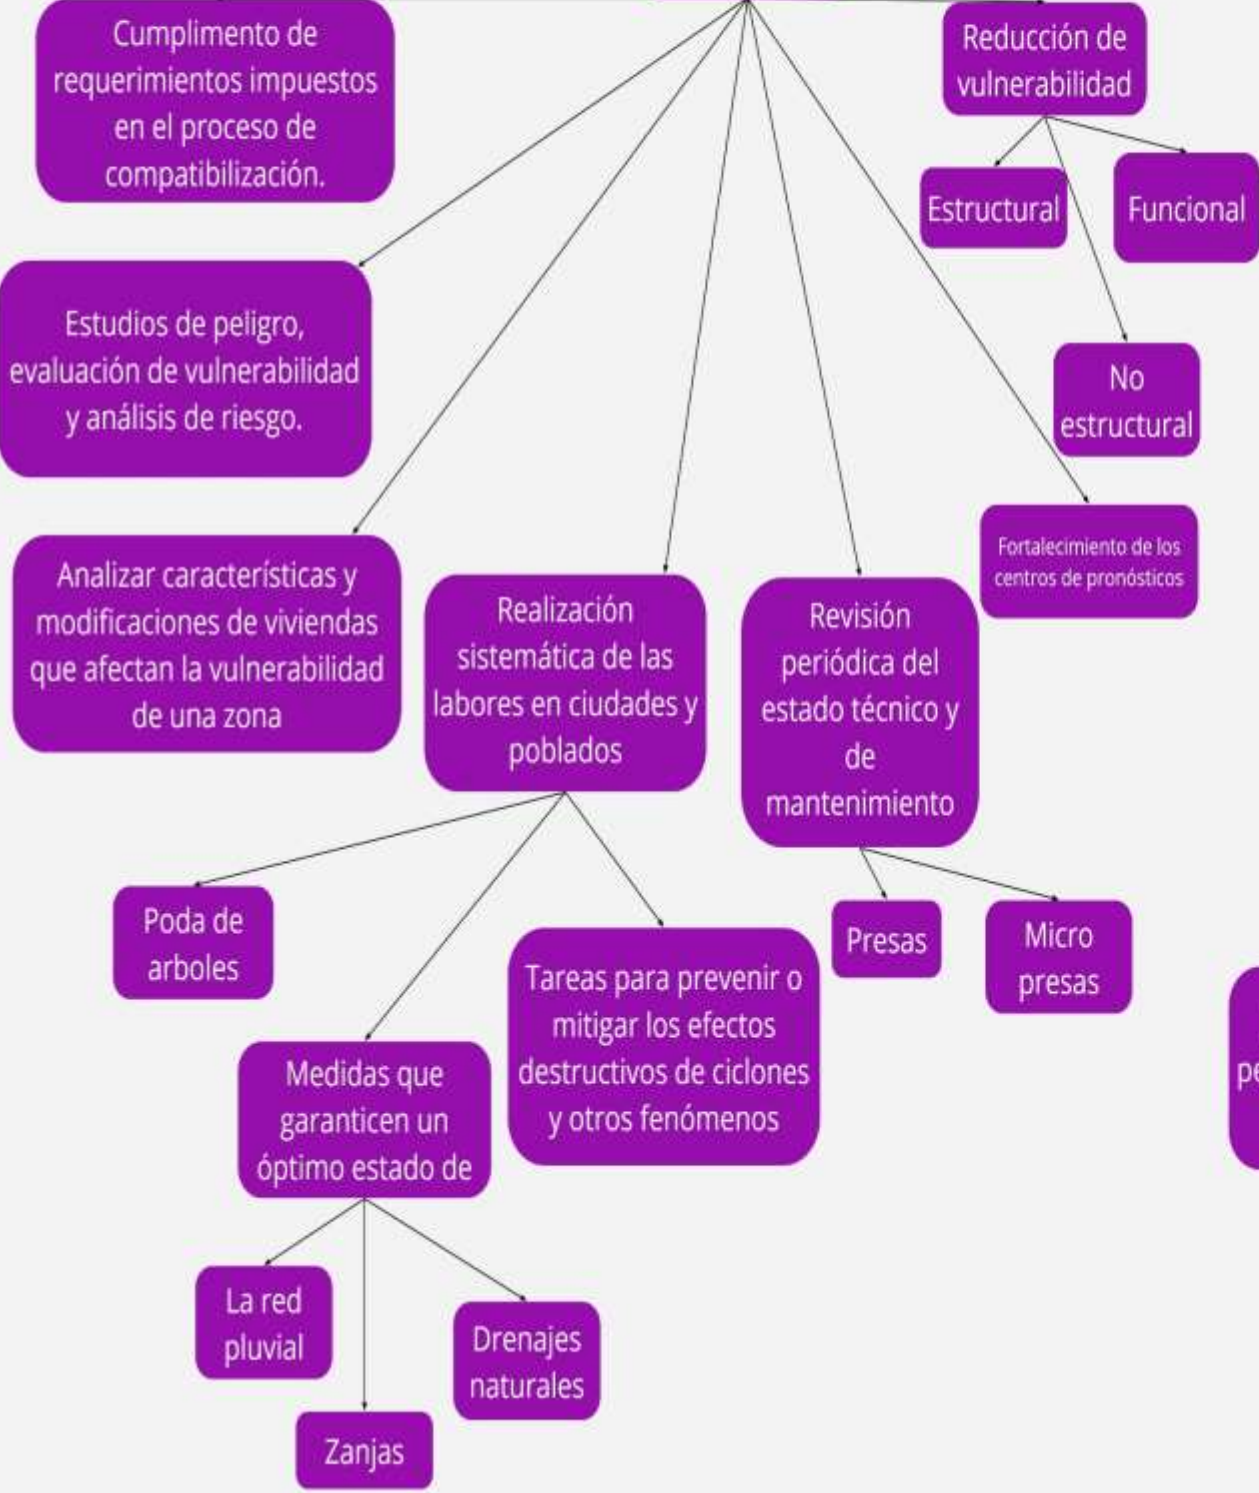 Cumplimento de
requerimientos impuestos
en el proceso de
compatibilización.
Reducción de
vulnerabilidad
Estructural
Funcional
No
estructural
Estudios de peligro,
evaluación de vulnerabilidad
y análisis de riesgo.
Analizar características y
modificaciones de viviendas
que afectan la vulnerabilidad
de una zona
Realización
sistemática de las
labores en ciudades y
poblados
Revisión
periódica del
estado técnico y
de
mantenimiento
Fortalecimiento de los
centros de pronósticos
Poda de
arboles
Medidas que
garanticen un
óptimo estado de
Tareas para prevenir o
mitigar los efectos
destructivos de ciclones
y otros fenómenos
Presas
Micro
presas
La red
pluvial
Zanjas
Drenajes
naturales